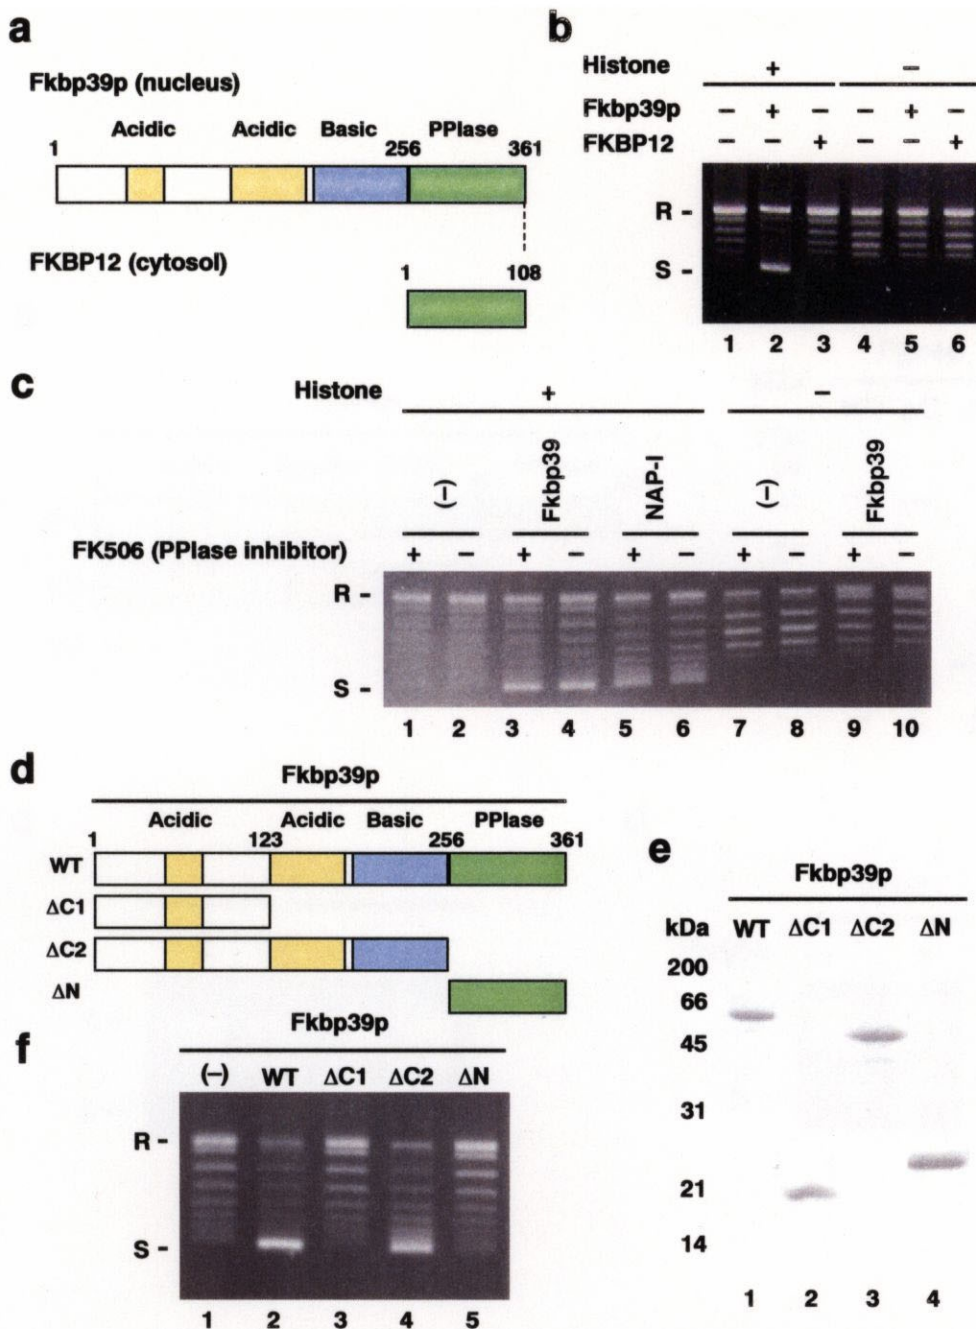 a
Fkbp39p (nucleus)
Acidic Acidic Basic PPIase
1 256 361
FKBP12 (cytosol)
1 108
b
Histone + −
Fkbp39p − + − − + −
FKBP12 − − + − − +
R -
S -
1 2 3 4 5 6
c
Histone + −
(-) Fkbp39 NAP-I (-) Fkbp39
FK506 (PPIase inhibitor) + − + − + − + − + −
R -
S -
1 2 3 4 5 6 7 8 9 10
d
Fkbp39p
Acidic Acidic Basic PPIase
1 123 256 361
WT
ΔC1
ΔC2
ΔN
e
Fkbp39p
kDa WT ΔC1 ΔC2 ΔN
200
66
45
31
21
14
1 2 3 4
f
Fkbp39p
(-) WT ΔC1 ΔC2 ΔN
R -
S -
1 2 3 4 5